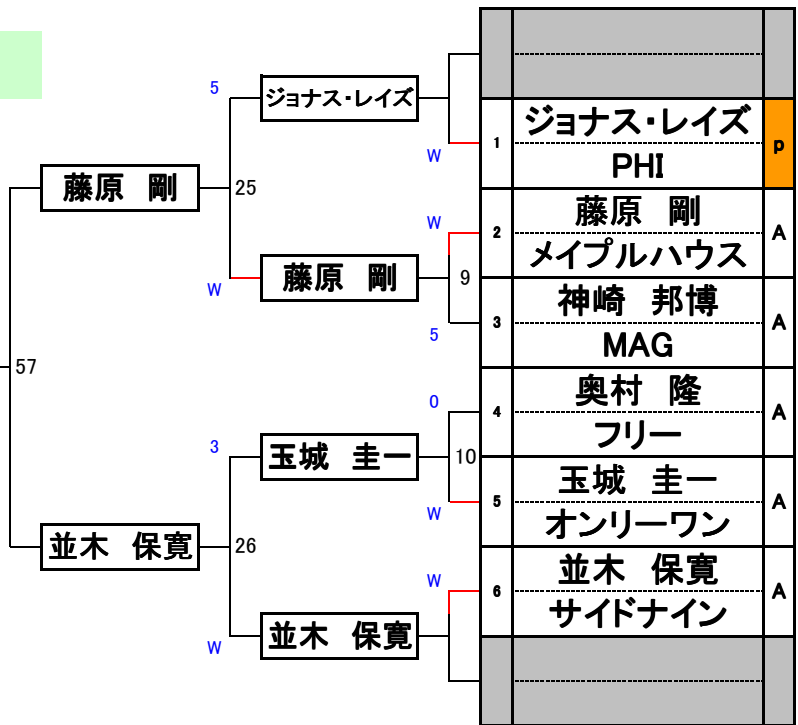 5
ジョナス・レイズ
W
1
ジョナス・レイズ
PHI
p
藤原 剛
25
W
2
藤原 剛
メイプルハウス
A
W
藤原 剛
9
5
3
神崎 邦博
MAG
A
57
0
4
奥村 隆
フリー
A
3
玉城 圭一
10
W
5
玉城 圭一
オンリーワン
A
並木 保寛
26
W
6
並木 保寛
サイドナイン
A
W
並木 保寛